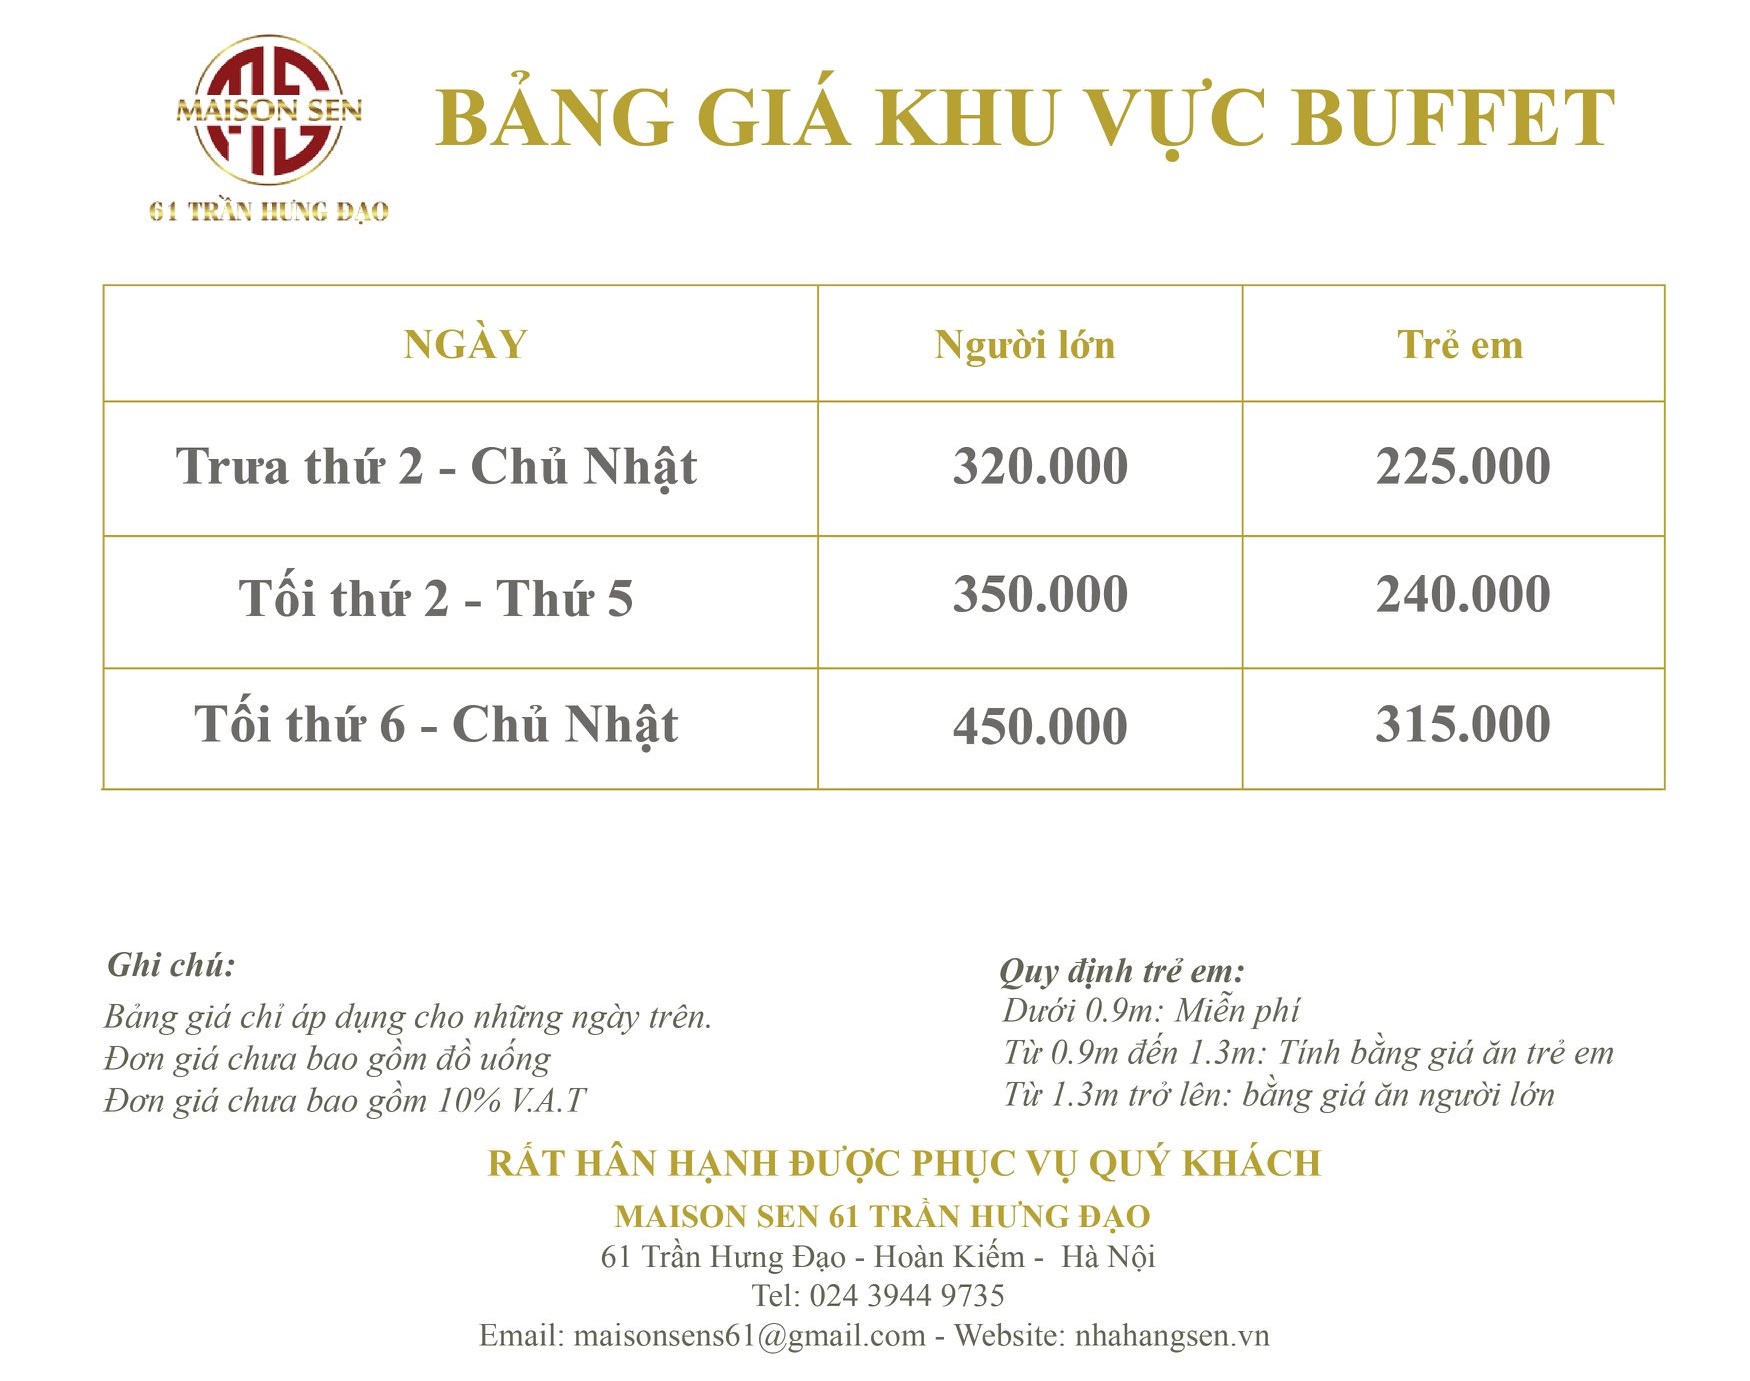 MAISON SEN
61 TRẦN HƯNG ĐẠO
BẢNG GIÁ KHU VỰC BUFFET
NGÀY Người lớn Trẻ em
Trưa thứ 2 - Chủ Nhật 320.000 225.000
Tối thứ 2 - Thứ 5 350.000 240.000
Tối thứ 6 - Chủ Nhật 450.000 315.000
Ghi chú:
Bảng giá chỉ áp dụng cho những ngày trên.
Đơn giá chưa bao gồm đồ uống
Đơn giá chưa bao gồm 10% V.A.T
Quy định trẻ em:
Dưới 0.9m: Miễn phí
Từ 0.9m đến 1.3m: Tính bằng giá ăn trẻ em
Từ 1.3m trở lên: bằng giá ăn người lớn
RẤT HÂN HẠNH ĐƯỢC PHỤC VỤ QUÝ KHÁCH
MAISON SEN 61 TRẦN HƯNG ĐẠO
61 Trần Hưng Đạo - Hoàn Kiếm - Hà Nội
Tel: 024 3944 9735
Email: maisonsens61@gmail.com - Website: nhahangsen.vn